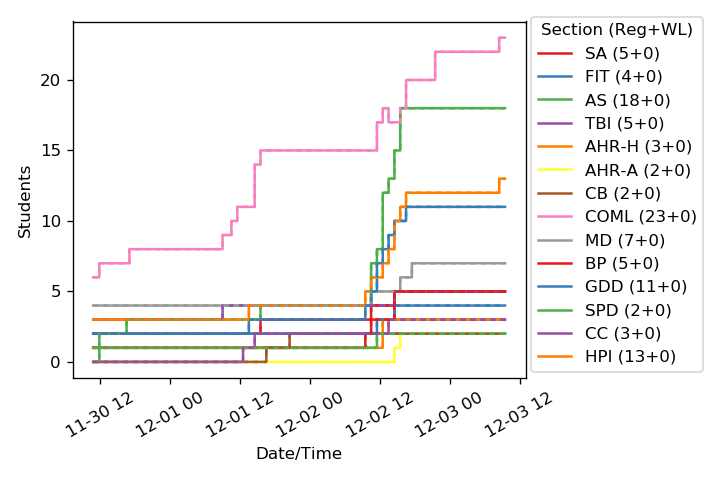 Students
20
15
10
5
0
11-30 12
12-01 00
12-01 12
12-02 00
12-02 12
12-03 00
12-03 12
Date/Time
Section (Reg+WL)
SA (5+0)
FIT (4+0)
AS (18+0)
TBI (5+0)
AHR-H (3+0)
AHR-A (2+0)
CB (2+0)
COML (23+0)
MD (7+0)
BP (5+0)
GDD (11+0)
SPD (2+0)
CC (3+0)
HPI (13+0)